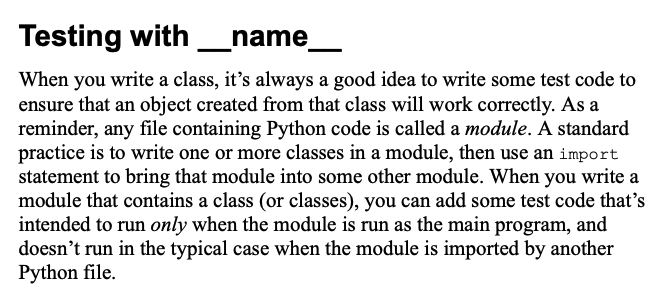 Testing with __name__
When you write a class, it’s always a good idea to write some test code to
ensure that an object created from that class will work correctly. As a
reminder, any file containing Python code is called a module. A standard
practice is to write one or more classes in a module, then use an import
statement to bring that module into some other module. When you write a
module that contains a class (or classes), you can add some test code that’s
intended to run only when the module is run as the main program, and
doesn’t run in the typical case when the module is imported by another
Python file.